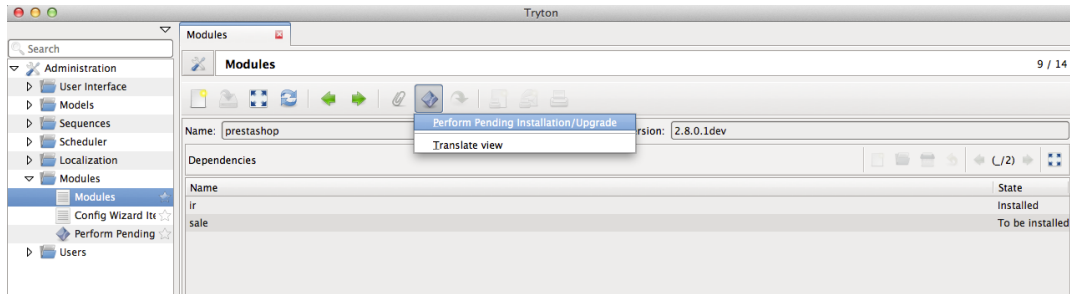 Tryton
Search
Administration
User Interface
Models
Sequences
Scheduler
Localization
Modules
Modules
Config Wizard Ite
Perform Pending
Users
Modules
Modules
9 / 14
Perform Pending Installation/Upgrade
Translate view
Name: prestashop
rsion: 2.8.0.1dev
Dependencies
(_/2)
Name State
ir Installed
sale To be installed